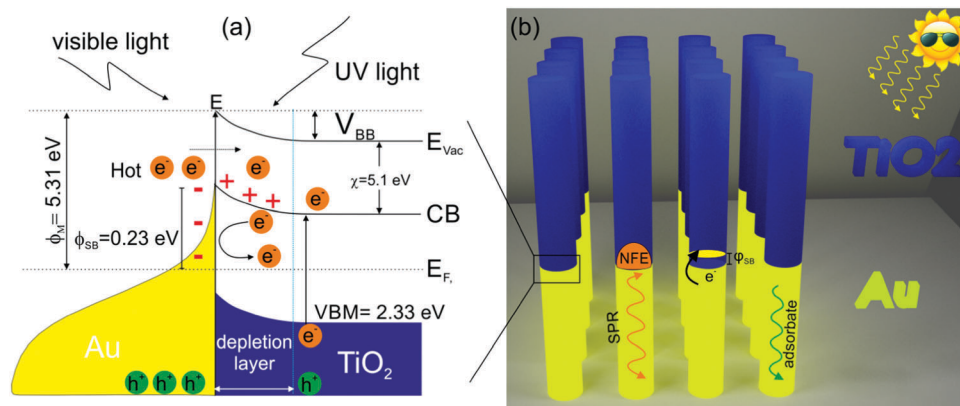 (a)
visible light
UV light
E
V_BB
E_Vac
Hot
e⁻ e⁻
e⁻
χ=5.1 eV
ϕ_M= 5.31 eV
+ + + +
-
-
-
e⁻
CB
ϕ_SB=0.23 eV
e⁻
e⁻
E_F,
VBM= 2.33 eV
e⁻
Au
depletion
layer
TiO₂
h⁺ h⁺ h⁺
h⁺
(b)
TiO2
NFE
φ_SB
e⁻
Au
SPR
adsorbate